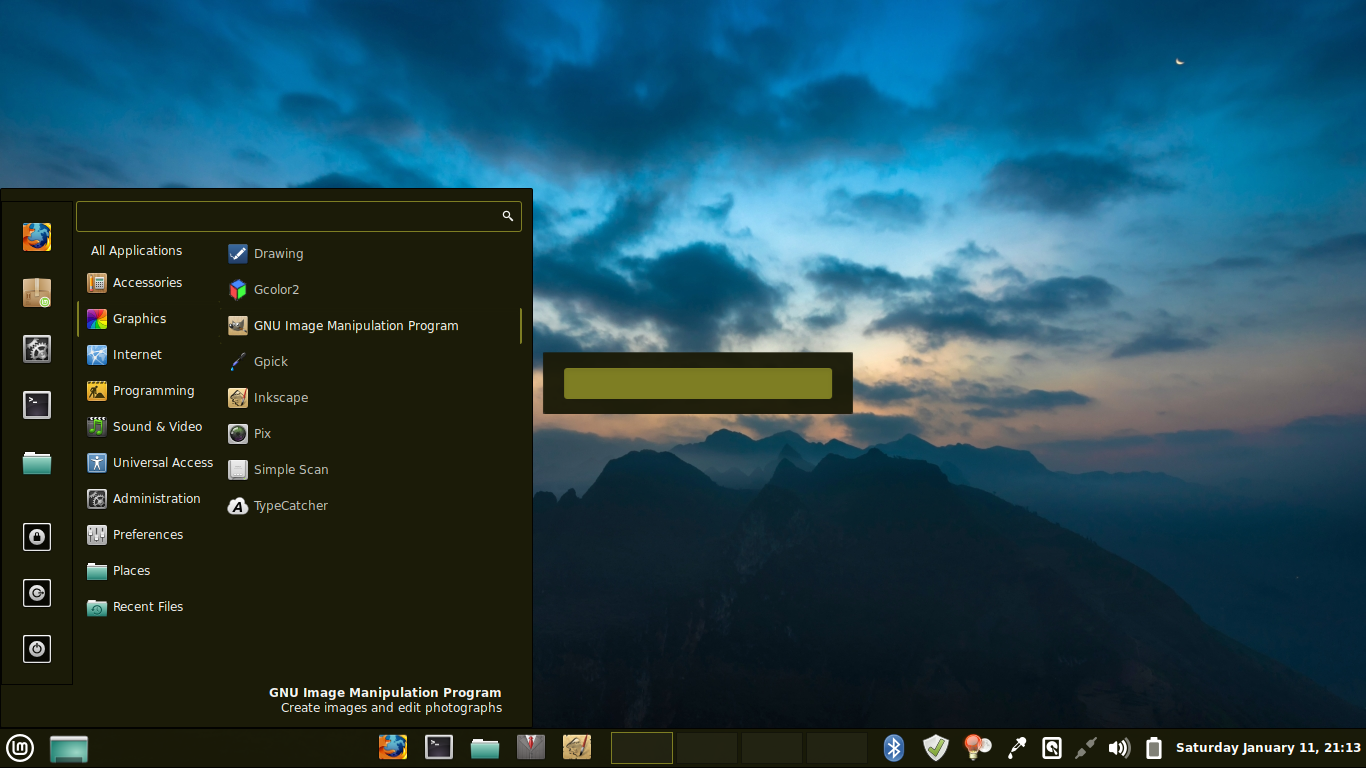 All Applications
Accessories
Graphics
Internet
Programming
Sound & Video
Universal Access
Administration
Preferences
Places
Recent Files
Drawing
Gcolor2
GNU Image Manipulation Program
Gpick
Inkscape
Pix
Simple Scan
TypeCatcher
GNU Image Manipulation Program
Create images and edit photographs
Saturday January 11, 21:13